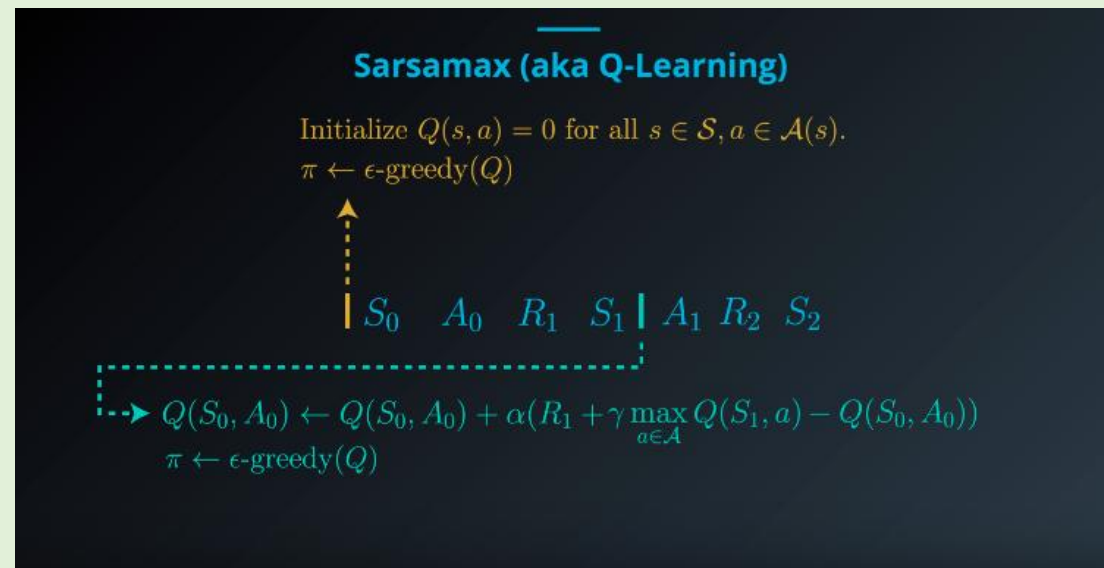 Sarsamax (aka Q-Learning)
Initialize Q(s, a) = 0 for all s ∈ 𝒮, a ∈ 𝒜(s).
π ← ϵ-greedy(Q)
S₀ A₀ R₁ S₁ A₁ R₂ S₂
Q(S₀, A₀) ← Q(S₀, A₀) + α(R₁ + γ max_{a∈𝒜} Q(S₁, a) − Q(S₀, A₀))
π ← ϵ-greedy(Q)